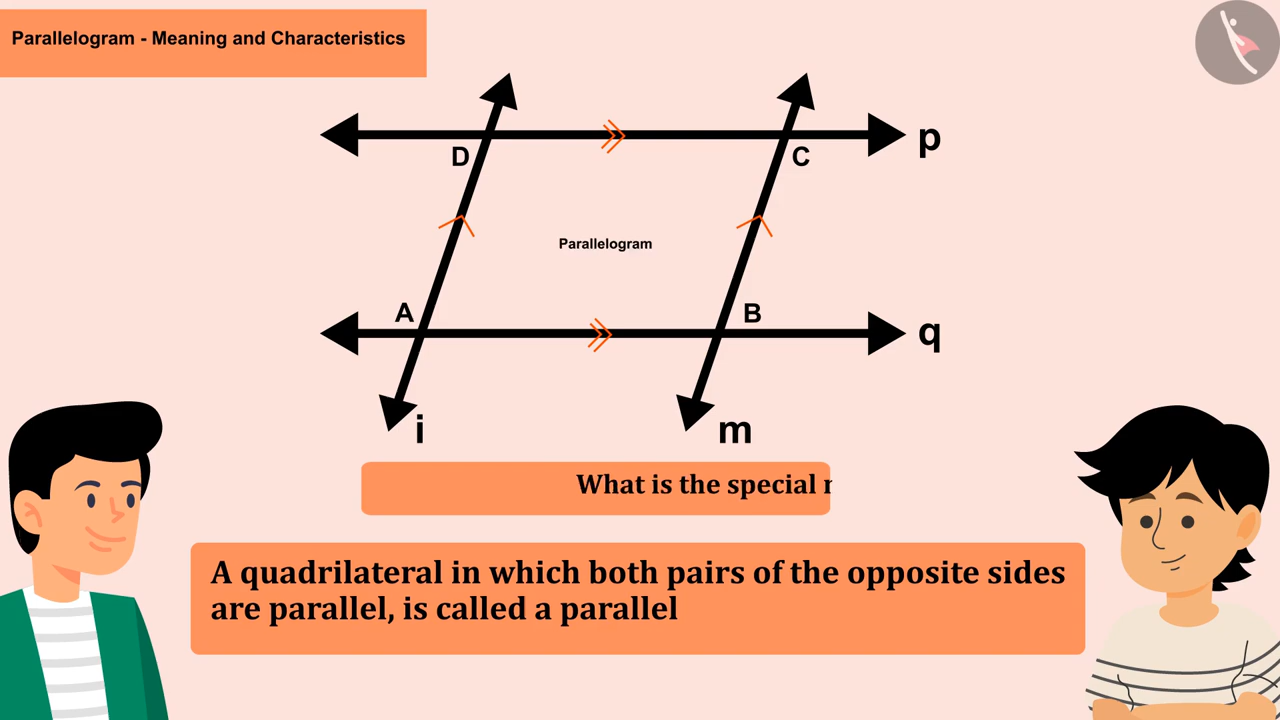 Parallelogram - Meaning and Characteristics
p
D
C
Parallelogram
A
B
q
i
m
What is the special
A quadrilateral in which both pairs of the opposite sides
are parallel, is called a parallel